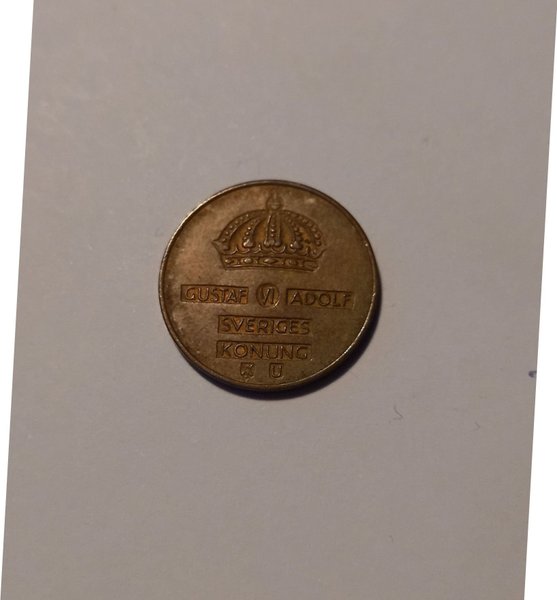 GUSTAF VI ADOLF
SVERIGES
KONUNG
U